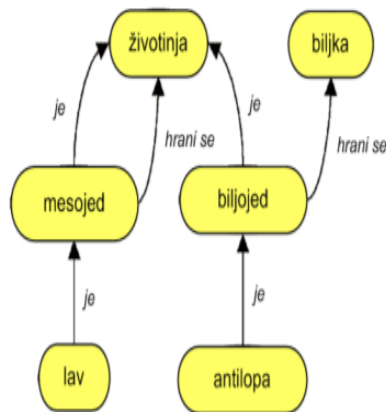 životinja
biljka
je
je
hrani se
hrani se
mesojed
biljojed
je
je
lav
antilopa